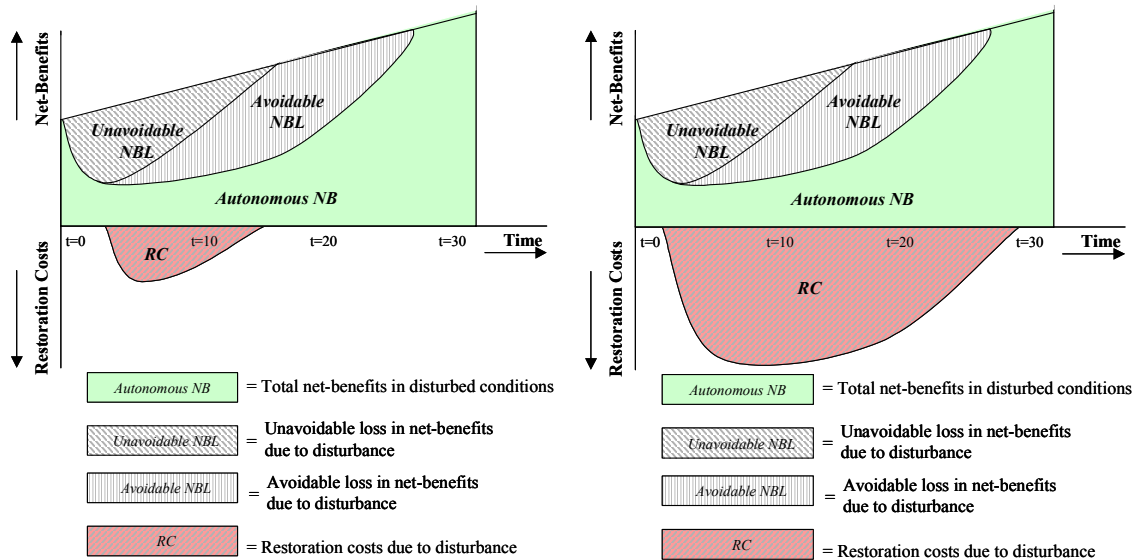 Net-Benefits
Unavoidable
NBL
Avoidable
NBL
Autonomous NB
t=0
t=10
t=20
t=30
Time
RC
Restoration Costs
Autonomous NB
= Total net-benefits in disturbed conditions
Unavoidable NBL
= Unavoidable loss in net-benefits
due to disturbance
Avoidable NBL
= Avoidable loss in net-benefits
due to disturbance
RC
= Restoration costs due to disturbance
Net-Benefits
Unavoidable
NBL
Avoidable
NBL
Autonomous NB
t=0
t=10
t=20
t=30
Time
RC
Restoration Costs
Autonomous NB
= Total net-benefits in disturbed conditions
Unavoidable NBL
= Unavoidable loss in net-benefits
due to disturbance
Avoidable NBL
= Avoidable loss in net-benefits
due to disturbance
RC
= Restoration costs due to disturbance